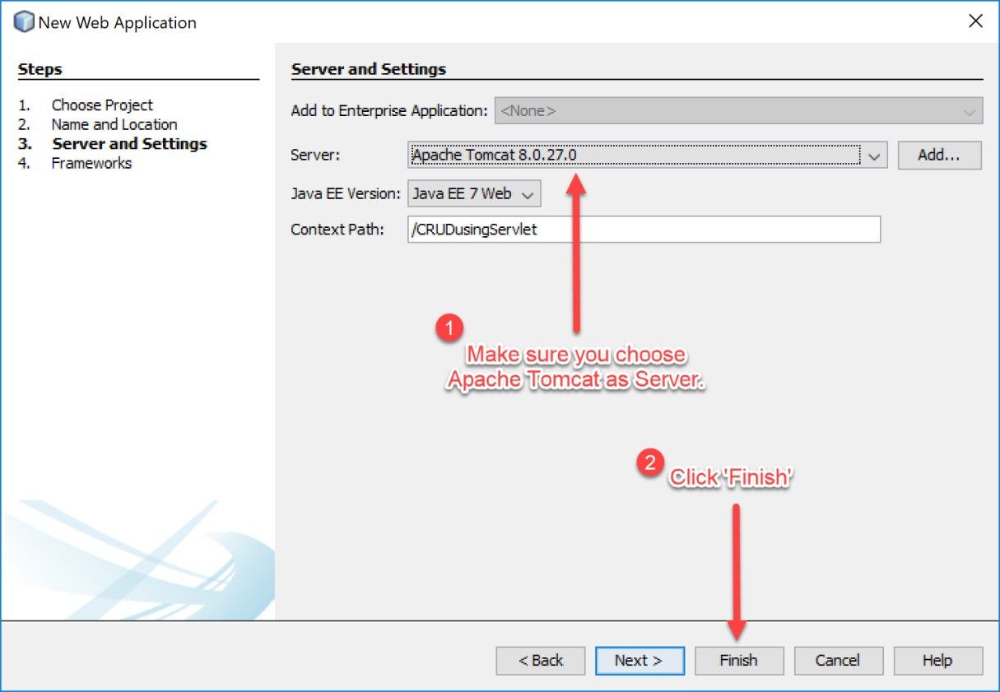 New Web Application
Steps
1. Choose Project
2. Name and Location
3. Server and Settings
4. Frameworks
Server and Settings
Add to Enterprise Application: <None>
Server: Apache Tomcat 8.0.27.0 Add...
Java EE Version: Java EE 7 Web
Context Path: /CRUDusingServlet
1
Make sure you choose
Apache Tomcat as Server.
2
Click 'Finish'
< Back Next > Finish Cancel Help